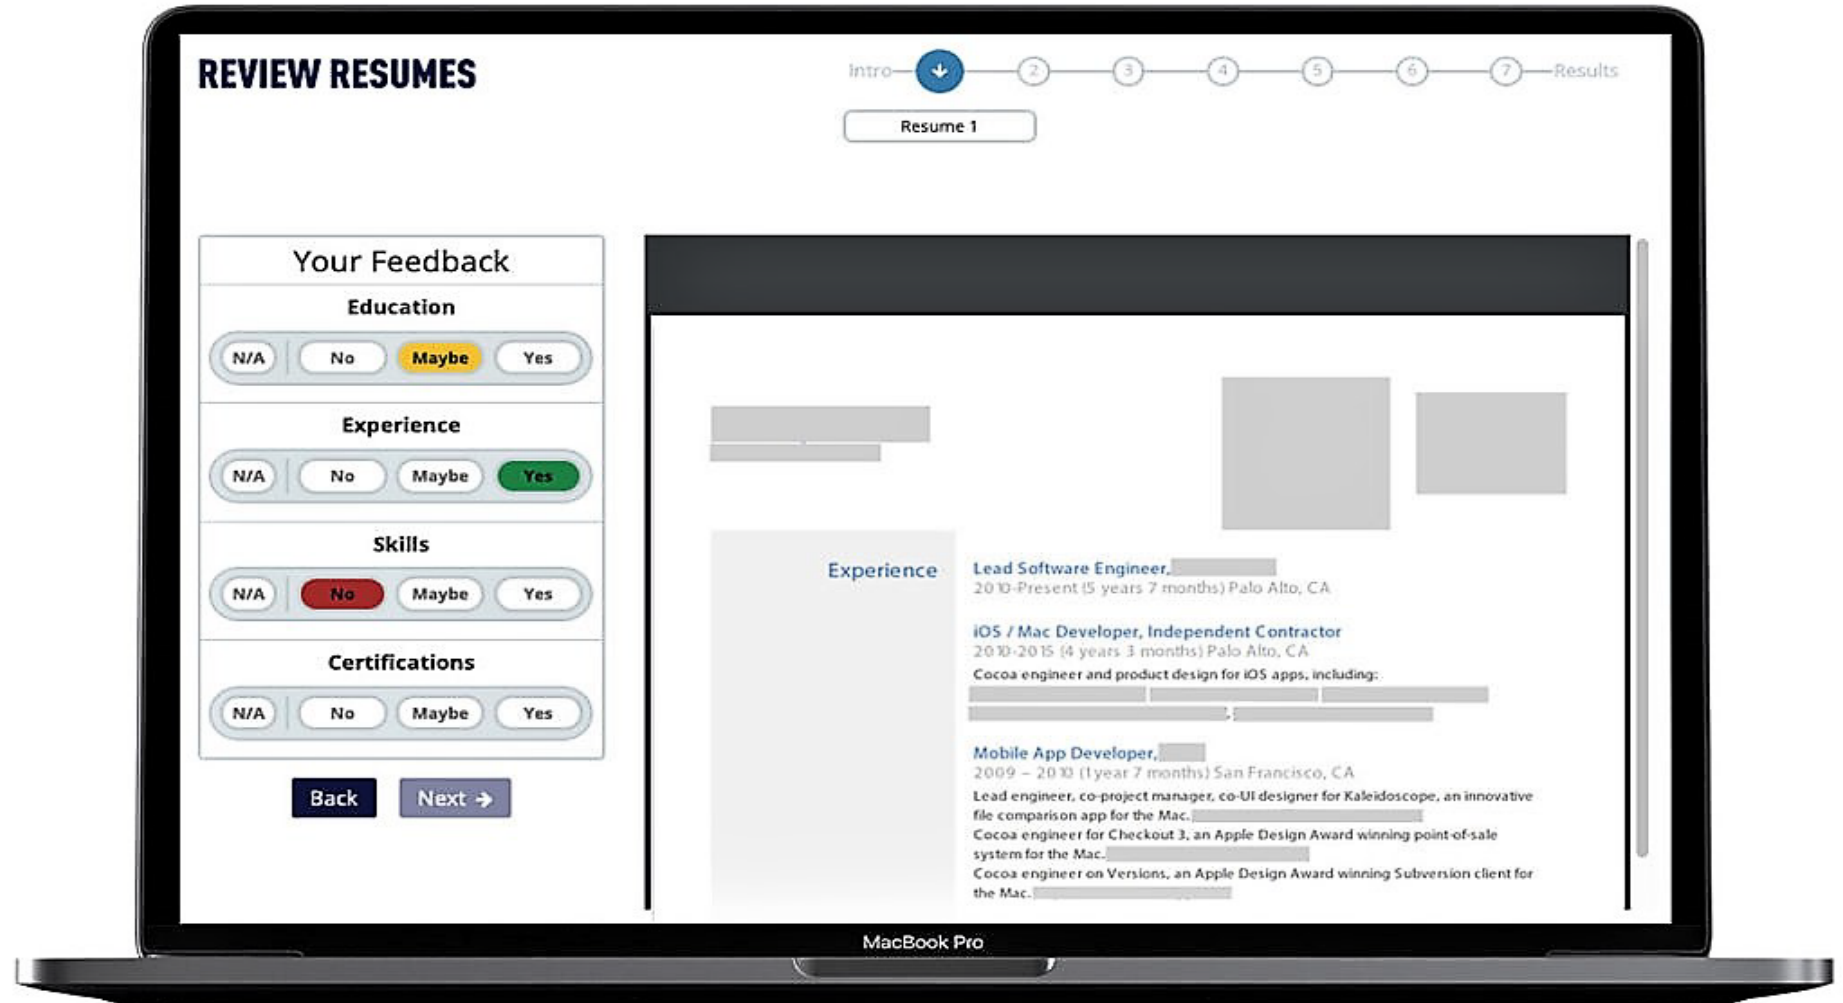 REVIEW RESUMES
Intro 2 3 4 5 6 7 Results
Resume 1
Your Feedback
Education
N/A No Maybe Yes
Experience
N/A No Maybe Yes
Skills
N/A No Maybe Yes
Certifications
N/A No Maybe Yes
Back Next →
Experience
Lead Software Engineer,
2010-Present (5 years 7 months) Palo Alto, CA
iOS / Mac Developer, Independent Contractor
2010-2015 (4 years 3 months) Palo Alto, CA
Cocoa engineer and product design for iOS apps, including:
Mobile App Developer,
2009 – 2010 (1 year 7 months) San Francisco, CA
Lead engineer, co-project manager, co-UI designer for Kaleidoscope, an innovative
file comparison app for the Mac.
Cocoa engineer for Checkout 3, an Apple Design Award winning point-of-sale
system for the Mac.
Cocoa engineer on Versions, an Apple Design Award winning Subversion client for
the Mac.
MacBook Pro